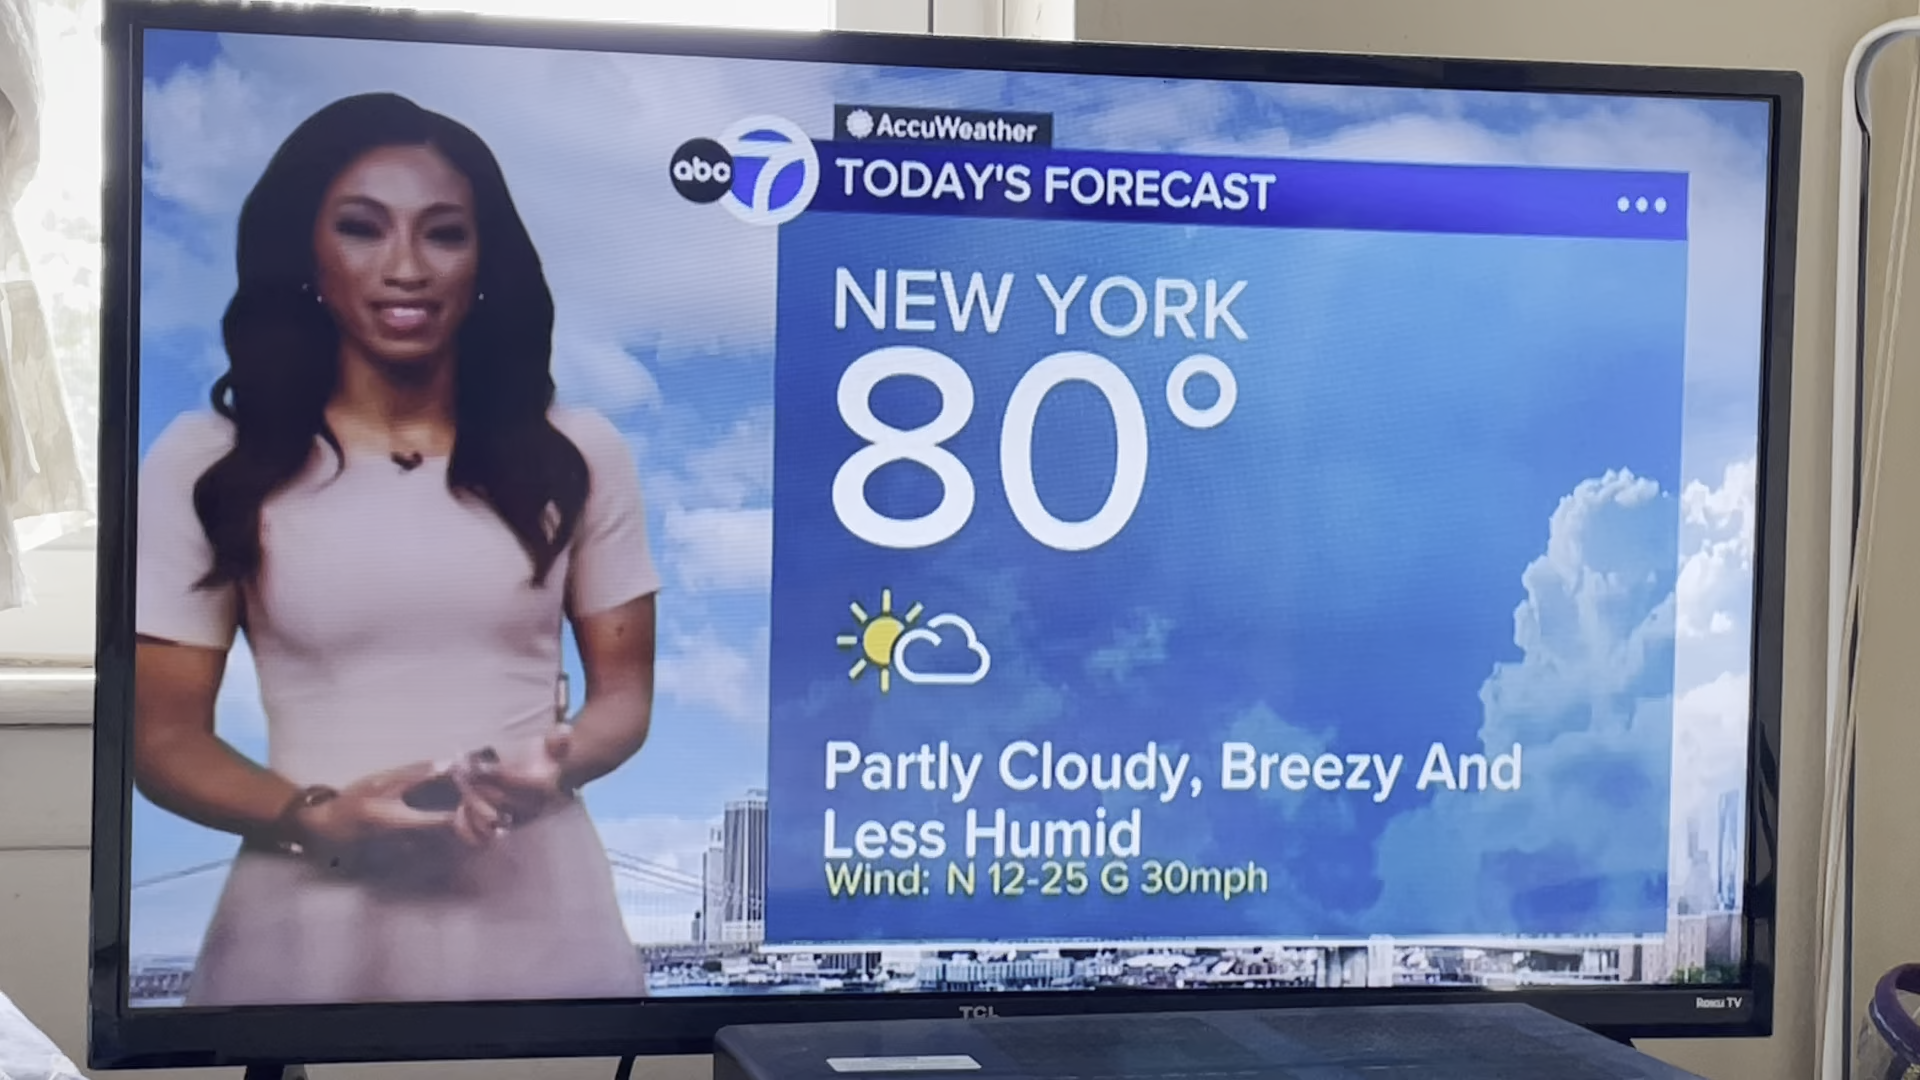 AccuWeather
abc 7 TODAY'S FORECAST
NEW YORK
80°
Partly Cloudy, Breezy And
Less Humid
Wind: N 12-25 G 30mph
TCL
Roku TV